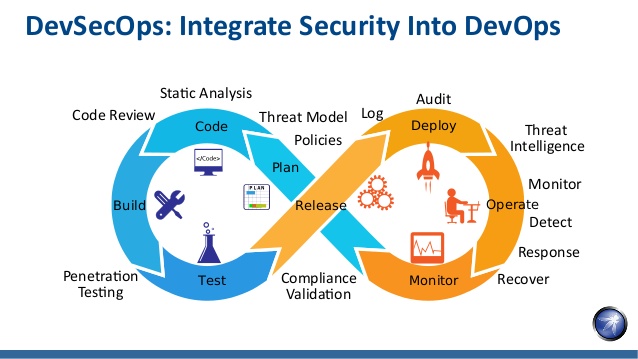 DevSecOps: Integrate Security Into DevOps
Static Analysis
Code Review
Code
</Code>
Threat Model
Policies
Plan
PLAN
Build
Test
Penetration
Testing
Release
Compliance
Validation
Log
Audit
Deploy
Threat
Intelligence
Monitor
Operate
Detect
Response
Recover
Monitor